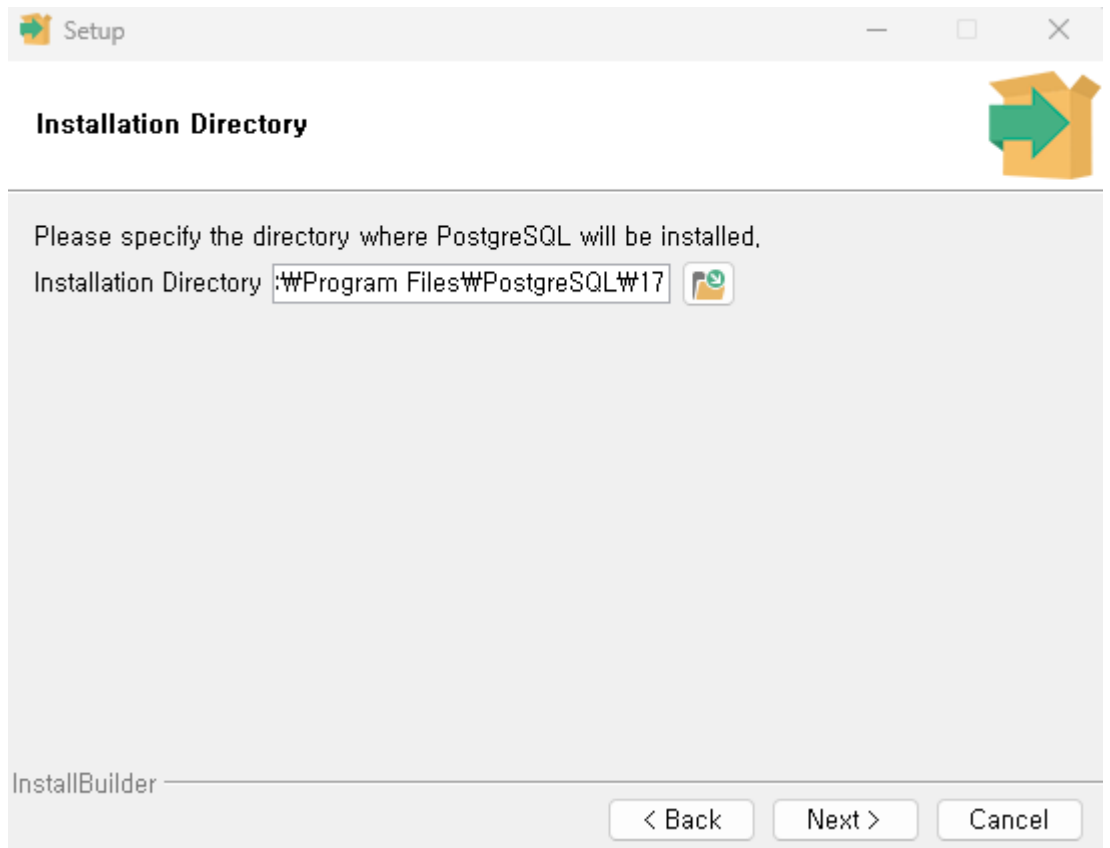 Setup
Installation Directory
Please specify the directory where PostgreSQL will be installed.
Installation Directory :₩Program Files₩PostgreSQL₩17
InstallBuilder
< Back Next > Cancel